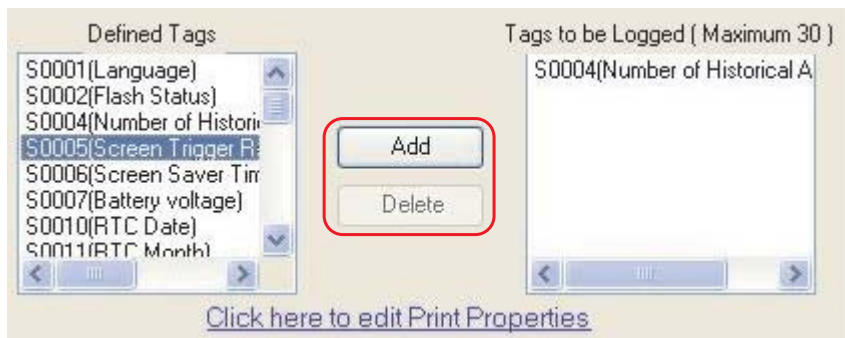 Defined Tags
S0001(Language)
S0002(Flash Status)
S0004(Number of Histori
S0005(Screen Trigger R
S0006(Screen Saver Tim
S0007(Battery voltage)
S0010(RTC Date)
S0011(RTC Month)
Add
Delete
Tags to be Logged ( Maximum 30 )
S0004(Number of Historical A
Click here to edit Print Properties